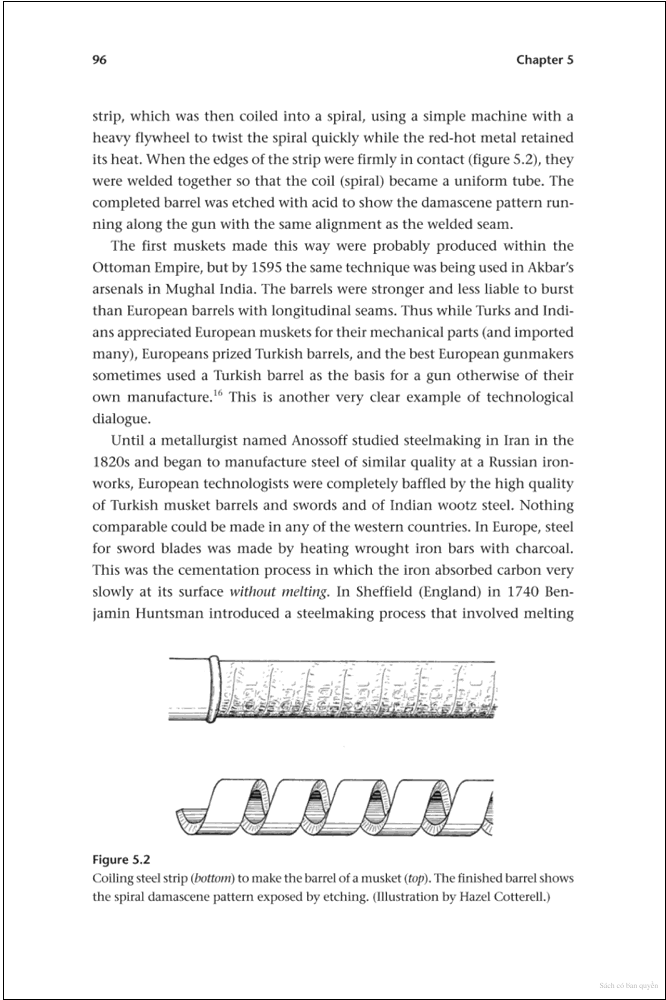 96 Chapter 5
strip, which was then coiled into a spiral, using a simple machine with a
heavy flywheel to twist the spiral quickly while the red-hot metal retained
its heat. When the edges of the strip were firmly in contact (figure 5.2), they
were welded together so that the coil (spiral) became a uniform tube. The
completed barrel was etched with acid to show the damascene pattern run-
ning along the gun with the same alignment as the welded seam.
The first muskets made this way were probably produced within the
Ottoman Empire, but by 1595 the same technique was being used in Akbar’s
arsenals in Mughal India. The barrels were stronger and less liable to burst
than European barrels with longitudinal seams. Thus while Turks and Indi-
ans appreciated European muskets for their mechanical parts (and imported
many), Europeans prized Turkish barrels, and the best European gunmakers
sometimes used a Turkish barrel as the basis for a gun otherwise of their
own manufacture.16 This is another very clear example of technological
dialogue.
Until a metallurgist named Anossoff studied steelmaking in Iran in the
1820s and began to manufacture steel of similar quality at a Russian iron-
works, European technologists were completely baffled by the high quality
of Turkish musket barrels and swords and of Indian wootz steel. Nothing
comparable could be made in any of the western countries. In Europe, steel
for sword blades was made by heating wrought iron bars with charcoal.
This was the cementation process in which the iron absorbed carbon very
slowly at its surface without melting. In Sheffield (England) in 1740 Ben-
jamin Huntsman introduced a steelmaking process that involved melting
Figure 5.2
Coiling steel strip (bottom) to make the barrel of a musket (top). The finished barrel shows
the spiral damascene pattern exposed by etching. (Illustration by Hazel Cotterell.)
Sách có bản quyền